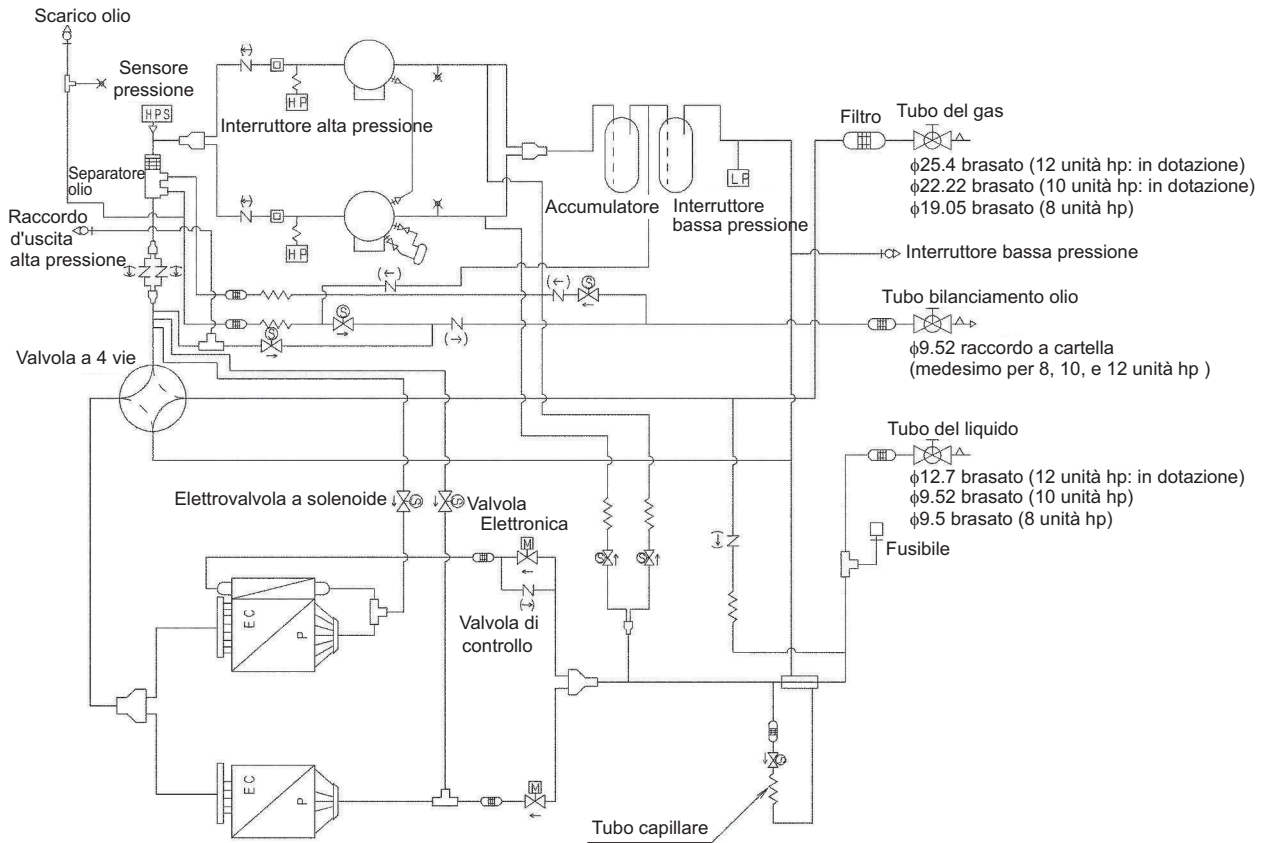 Scarico olio
Sensore
pressione
HPS
HP
Interruttore alta pressione
Separatore
olio
Raccordo
d'uscita
alta pressione
HP
Accumulatore
Interruttore
bassa pressione
LP
Filtro
Tubo del gas
ϕ25.4 brasato (12 unità hp: in dotazione)
ϕ22.22 brasato (10 unità hp: in dotazione)
ϕ19.05 brasato (8 unità hp)
Interruttore bassa pressione
Tubo bilanciamento olio
ϕ9.52 raccordo a cartella
(medesimo per 8, 10, e 12 unità hp )
S
S
S
Valvola a 4 vie
Tubo del liquido
ϕ12.7 brasato (12 unità hp: in dotazione)
ϕ9.52 brasato (10 unità hp)
ϕ9.5 brasato (8 unità hp)
Fusibile
Elettrovalvola a solenoide
S
S
Valvola
Elettronica
M
S
S
Valvola di
controllo
EC
P
EC
P
M
S
Tubo capillare